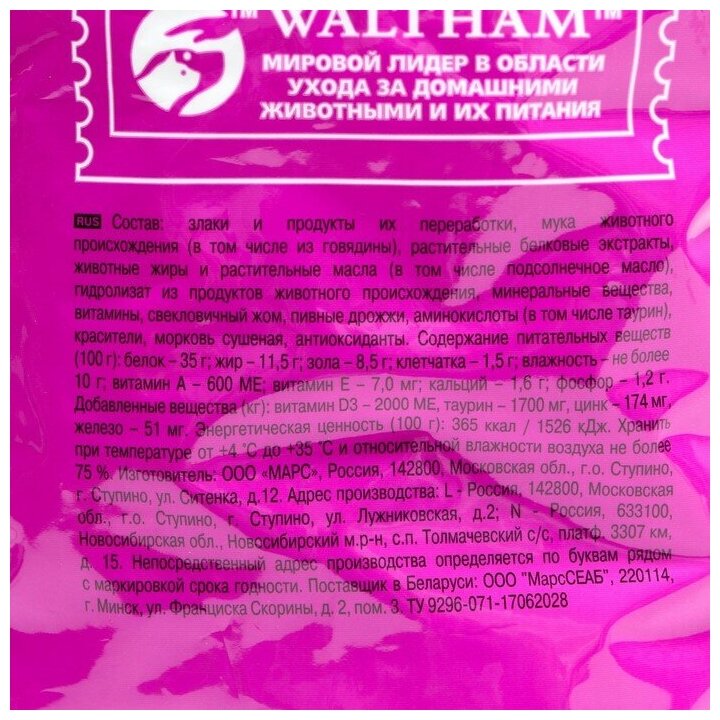 WALTHAM™
МИРОВОЙ ЛИДЕР В ОБЛАСТИ
УХОДА ЗА ДОМАШНИМИ
ЖИВОТНЫМИ И ИХ ПИТАНИЯ
RUS Состав: злаки и продукты их переработки, мука животного
происхождения (в том числе из говядины), растительные белковые экстракты,
животные жиры и растительные масла (в том числе подсолнечное масло),
гидролизат из продуктов животного происхождения, минеральные вещества,
витамины, свекловичный жом, пивные дрожжи, аминокислоты (в том числе таурин),
красители, морковь сушеная, антиоксиданты. Содержание питательных веществ
(100 г): белок – 35 г; жир – 11,5 г; зола – 8,5 г; клетчатка – 1,5 г; влажность – не более
10 г; витамин А – 600 МЕ; витамин Е – 7,0 мг; кальций – 1,6 г; фосфор – 1,2 г.
Добавленные вещества (кг): витамин D3 – 2000 МЕ, таурин – 1700 мг, цинк – 174 мг,
железо – 51 мг. Энергетическая ценность (100 г): 365 ккал / 1526 кДж. Хранить
при температуре от +4 °С до +35 °С и относительной влажности воздуха не более
75 %. Изготовитель: ООО «МАРС», Россия, 142800, Московская обл., г.о. Ступино,
г. Ступино, ул. Ситенка, д.12. Адрес производства: L - Россия, 142800, Московская
обл., г.о. Ступино, г. Ступино, ул. Лужниковская, д.2; N - Россия, 633100,
Новосибирская обл., Новосибирский м.р-н, с.п. Толмачевский с/с, платф. 3307 км,
д. 15. Непосредственный адрес производства определяется по буквам рядом
с маркировкой срока годности. Поставщик в Беларуси: ООО "МарсСЕАБ", 220114,
г. Минск, ул. Франциска Скорины, д. 2, пом. 3. ТУ 9296-071-17062028